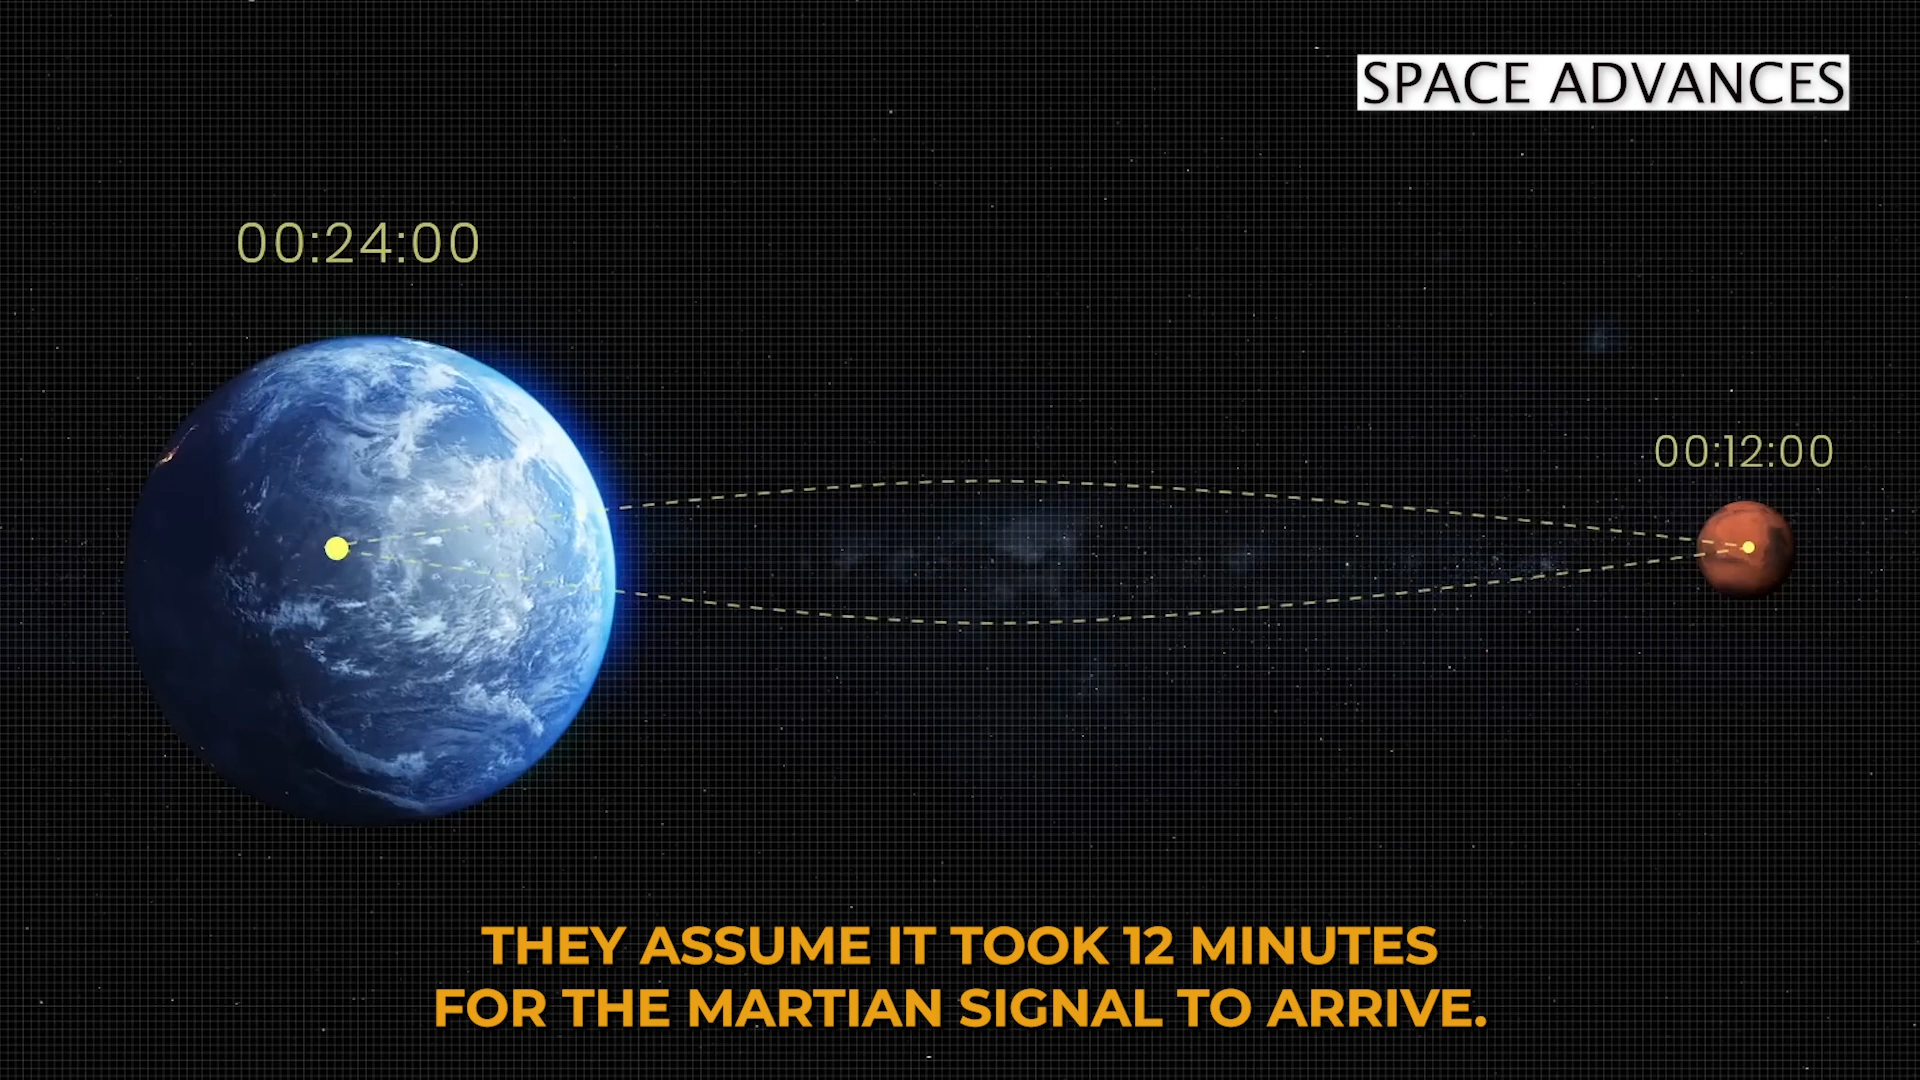 SPACE ADVANCES
00:24:00
00:12:00
THEY ASSUME IT TOOK 12 MINUTES
FOR THE MARTIAN SIGNAL TO ARRIVE.